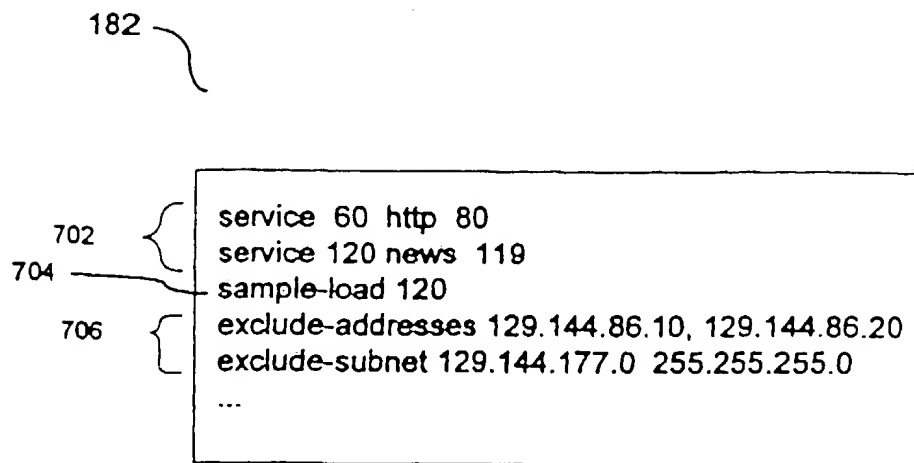 182
702
704
706
service 60 http 80
service 120 news 119
sample-load 120
exclude-addresses 129.144.86.10, 129.144.86.20
exclude-subnet 129.144.177.0 255.255.255.0
...